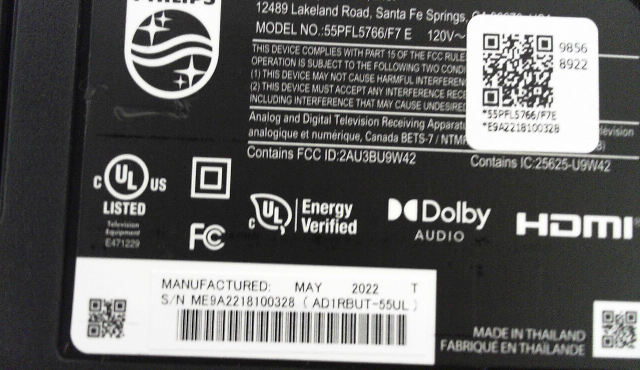 PHILIPS
12489 Lakeland Road, Santa Fe Springs,
MODEL NO.:55PFL5766/F7 E 120V~
THIS DEVICE COMPLIES WITH PART 15 OF THE FCC RULE
OPERATION IS SUBJECT TO THE FOLLOWING TWO CONDI
(1) THIS DEVICE MAY NOT CAUSE HARMFUL INTERFEREN
(2) THIS DEVICE MUST ACCEPT ANY INTERFERENCE RECE
INCLUDING INTERFERENCE THAT MAY CAUSE UNDESIRED
Analog and Digital Television Receiving Apparat
analogique et numérique, Canada BETS-7 / NTM
Contains FCC ID:2AU3BU9W42
Contains IC:25625-U9W42
9856
8922
*55PFL5766/F7E
*E9A2218100328
c UL US
LISTED
Television
Equipment
E471229
FC
c UL Energy
Verified
Dolby
AUDIO
HDMI
MANUFACTURED: MAY 2022 T
S/N ME9A2218100328 ( AD1RBUT-55UL )
MADE IN THAILAND
FABRIQUÉ EN THAÏLANDE